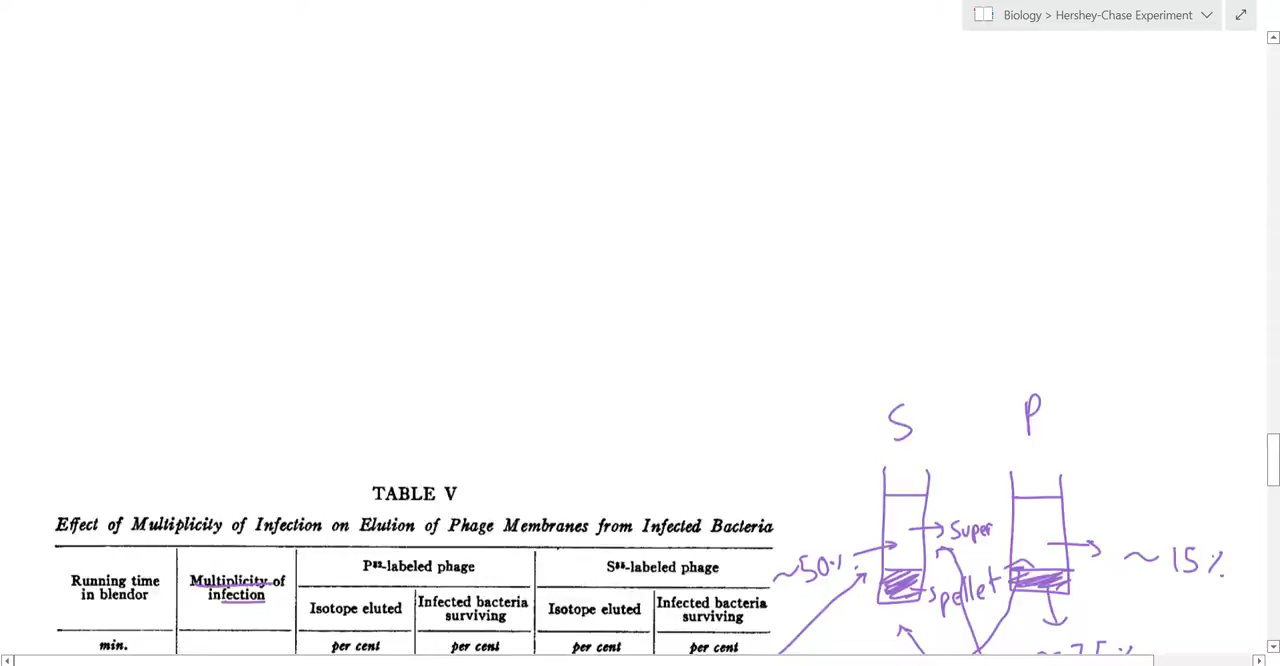 Biology > Hershey-Chase Experiment
S P
TABLE V
Effect of Multiplicity of Infection on Elution of Phage Membranes from Infected Bacteria
Super
~15%
~50%
pellet
Running time in blendor
Multiplicity of infection
P³²-labeled phage
S³⁵-labeled phage
Isotope eluted
Infected bacteria surviving
Isotope eluted
Infected bacteria surviving
min.
per cent
per cent
per cent
per cent